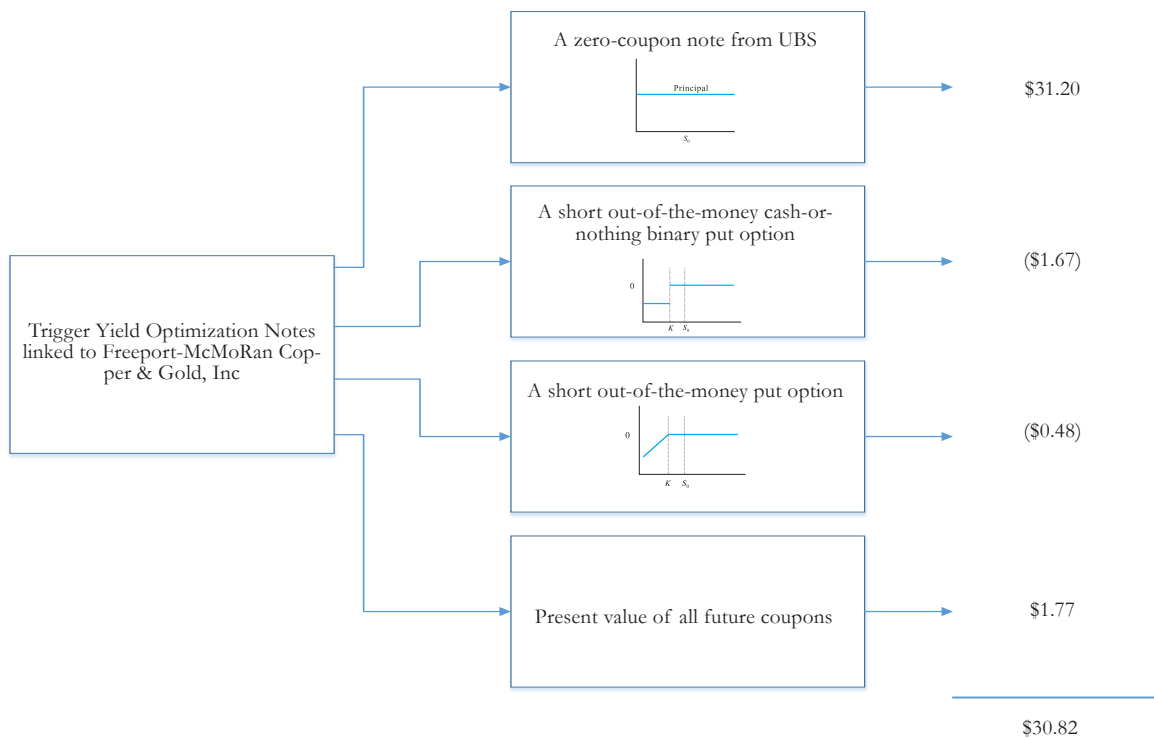 A zero-coupon note from UBS
Principal
S0
$31.20
A short out-of-the-money cash-or-
nothing binary put option
0
K
S0
($1.67)
Trigger Yield Optimization Notes
linked to Freeport-McMoRan Cop-
per & Gold, Inc
A short out-of-the-money put option
0
K
S0
($0.48)
Present value of all future coupons
$1.77
$30.82